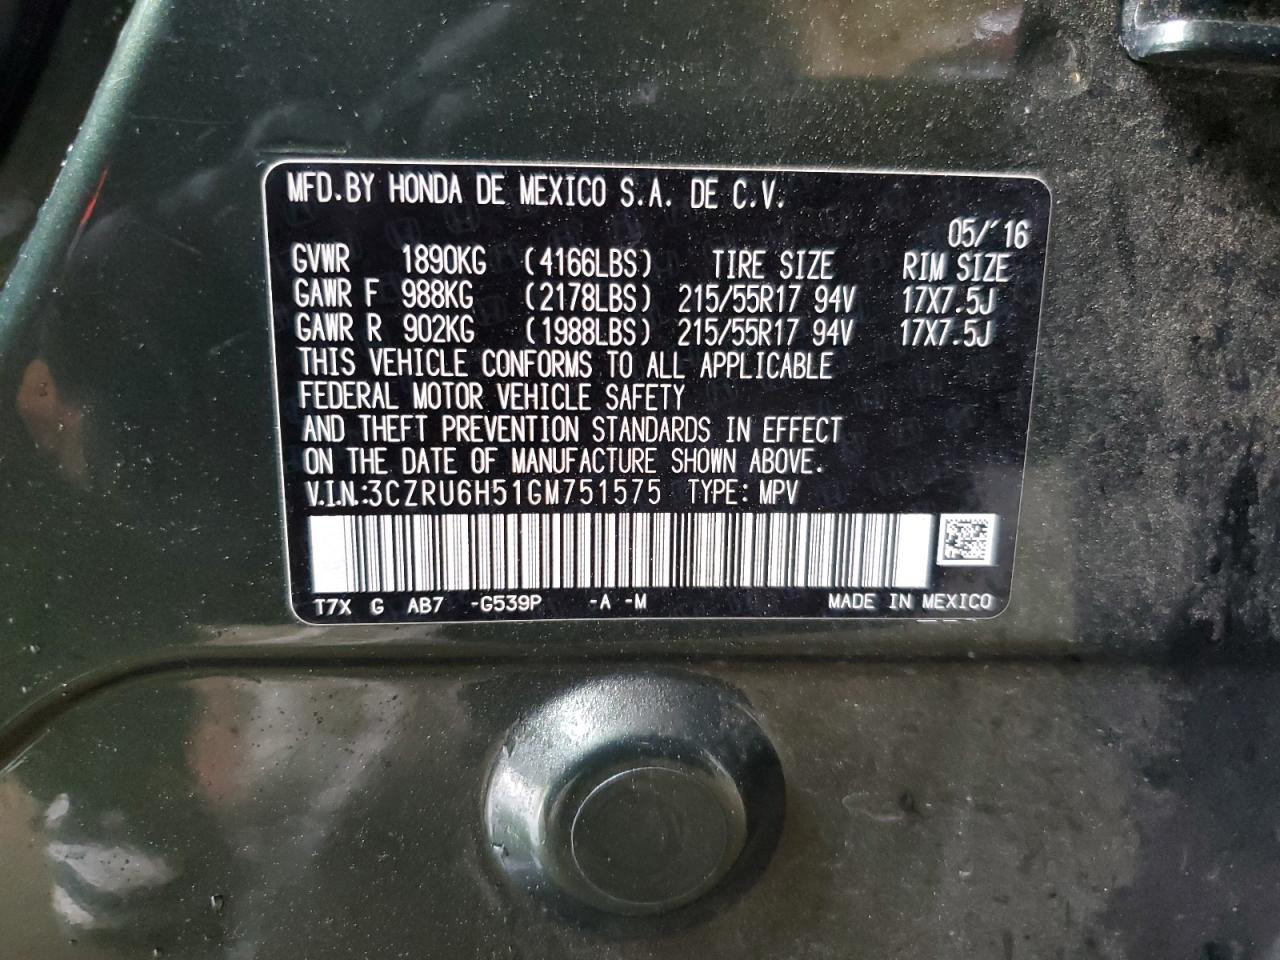 MFD.BY HONDA DE MEXICO S.A. DE C.V.
05/'16
GVWR 1890KG (4166LBS) TIRE SIZE RIM SIZE
GAWR F 988KG (2178LBS) 215/55R17 94V 17X7.5J
GAWR R 902KG (1988LBS) 215/55R17 94V 17X7.5J
THIS VEHICLE CONFORMS TO ALL APPLICABLE
FEDERAL MOTOR VEHICLE SAFETY
AND THEFT PREVENTION STANDARDS IN EFFECT
ON THE DATE OF MANUFACTURE SHOWN ABOVE.
V.I.N.:3CZRU6H51GM751575 TYPE: MPV
T7X G AB7 -G539P -A -M MADE IN MEXICO